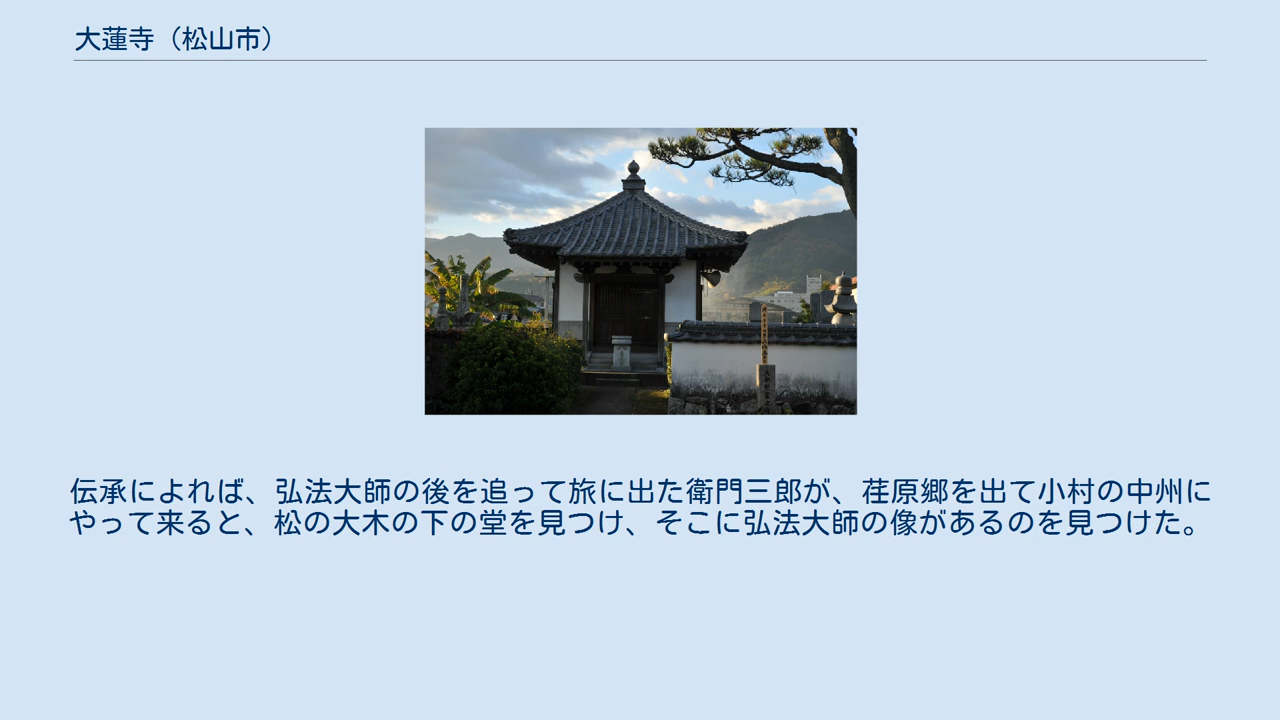 大蓮寺（松山市）
伝承によれば、弘法大師の後を追って旅に出た衛門三郎が、荏原郷を出て小村の中州に
やって来ると、松の大木の下の堂を見つけ、そこに弘法大師の像があるのを見つけた。